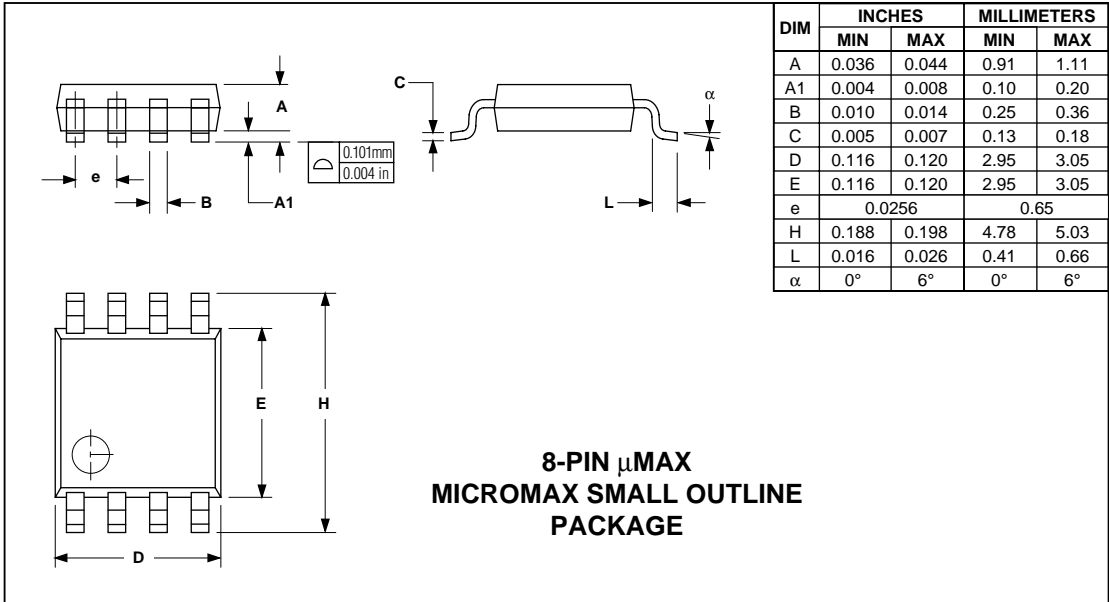 DIM INCHES MILLIMETERS
MIN MAX MIN MAX
A 0.036 0.044 0.91 1.11
A1 0.004 0.008 0.10 0.20
B 0.010 0.014 0.25 0.36
C 0.005 0.007 0.13 0.18
D 0.116 0.120 2.95 3.05
E 0.116 0.120 2.95 3.05
e 0.0256 0.65
H 0.188 0.198 4.78 5.03
L 0.016 0.026 0.41 0.66
α 0° 6° 0° 6°
A
C
α
0.101mm
0.004 in
e
B
A1
L
E
H
D
8-PIN μMAX
MICROMAX SMALL OUTLINE
PACKAGE